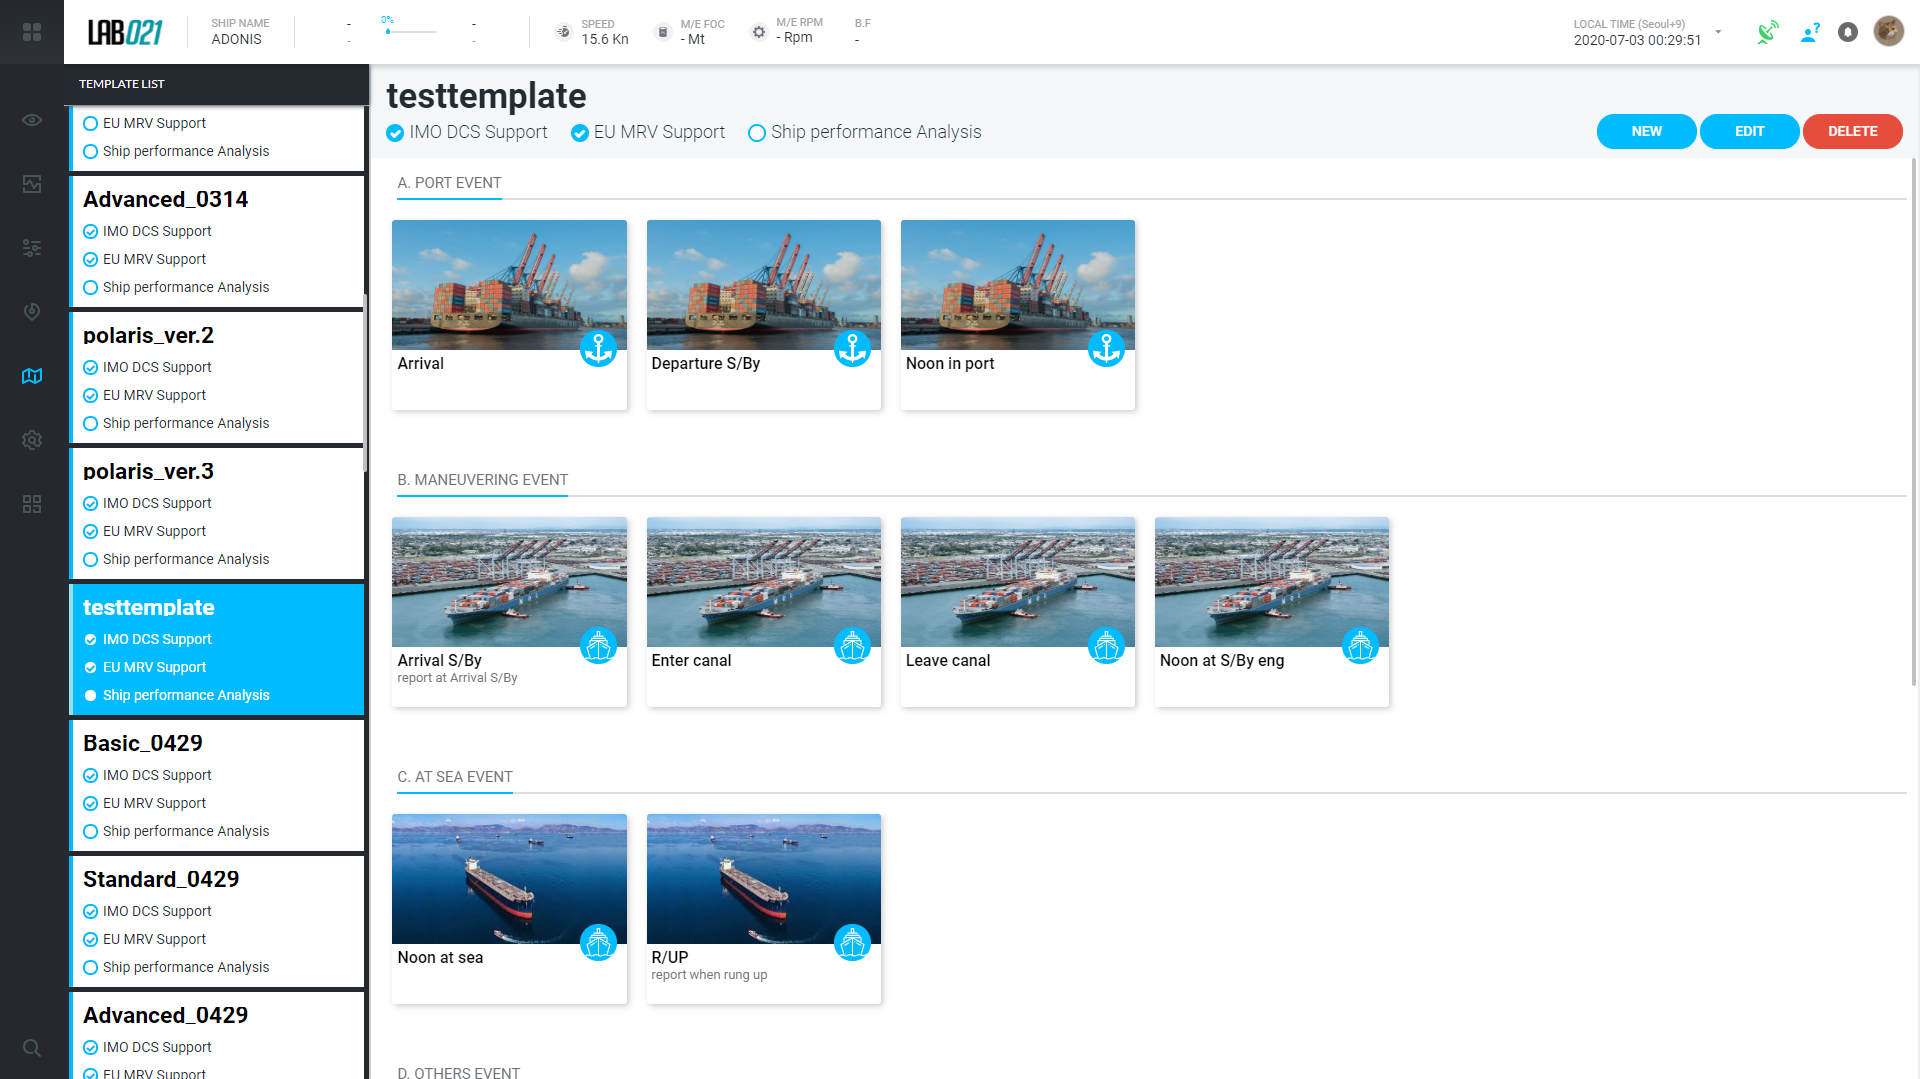 LAB021
SHIP NAME
ADONIS
-
-
0%
-
-
SPEED
15.6 Kn
M/E FOC
- Mt
M/E RPM
- Rpm
B.F
-
LOCAL TIME (Seoul+9)
2020-07-03 00:29:51
?
TEMPLATE LIST
EU MRV Support
Ship performance Analysis
Advanced_0314
IMO DCS Support
EU MRV Support
Ship performance Analysis
polaris_ver.2
IMO DCS Support
EU MRV Support
Ship performance Analysis
polaris_ver.3
IMO DCS Support
EU MRV Support
Ship performance Analysis
testtemplate
IMO DCS Support
EU MRV Support
Ship performance Analysis
Basic_0429
IMO DCS Support
EU MRV Support
Ship performance Analysis
Standard_0429
IMO DCS Support
EU MRV Support
Ship performance Analysis
Advanced_0429
IMO DCS Support
EU MRV Support
testtemplate
IMO DCS Support EU MRV Support Ship performance Analysis
NEW EDIT DELETE
A. PORT EVENT
Arrival
Departure S/By
Noon in port
B. MANEUVERING EVENT
Arrival S/By
report at Arrival S/By
Enter canal
Leave canal
Noon at S/By eng
C. AT SEA EVENT
Noon at sea
R/UP
report when rung up
D. OTHERS EVENT